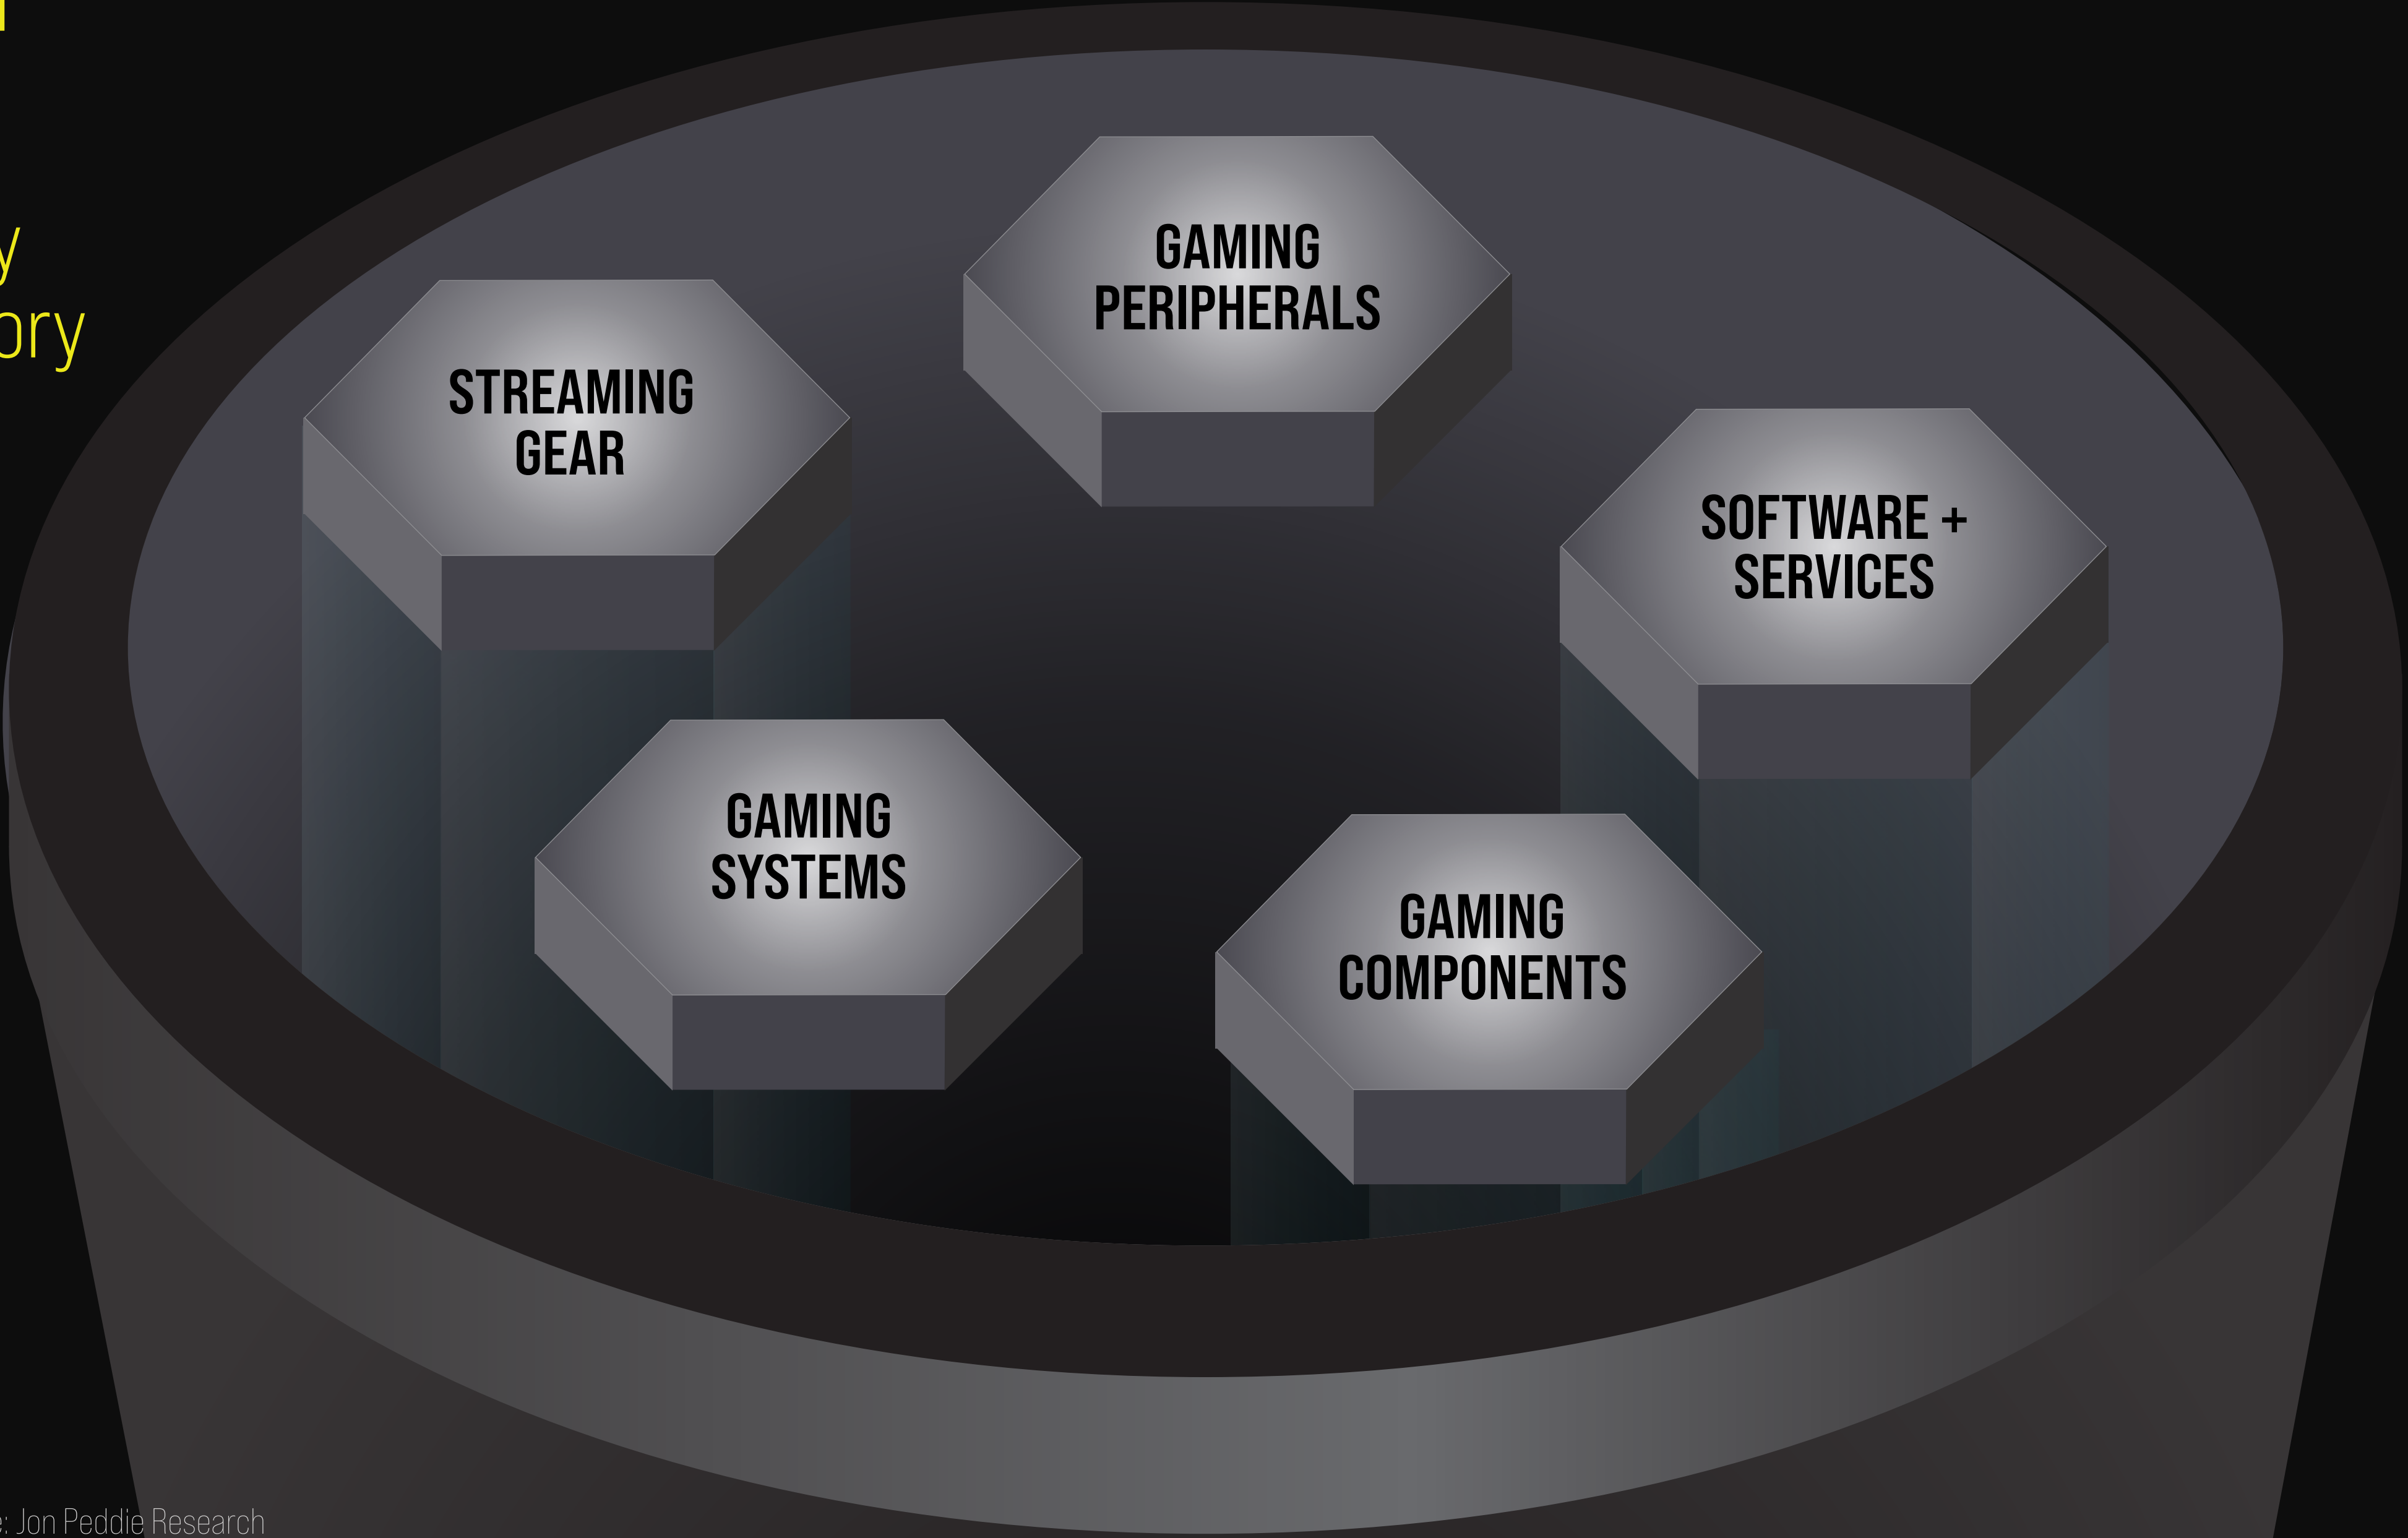 GAMING
PERIPHERALS
STREAMING
GEAR
SOFTWARE +
SERVICES
GAMING
SYSTEMS
GAMING
COMPONENTS
Jon Peddie Research